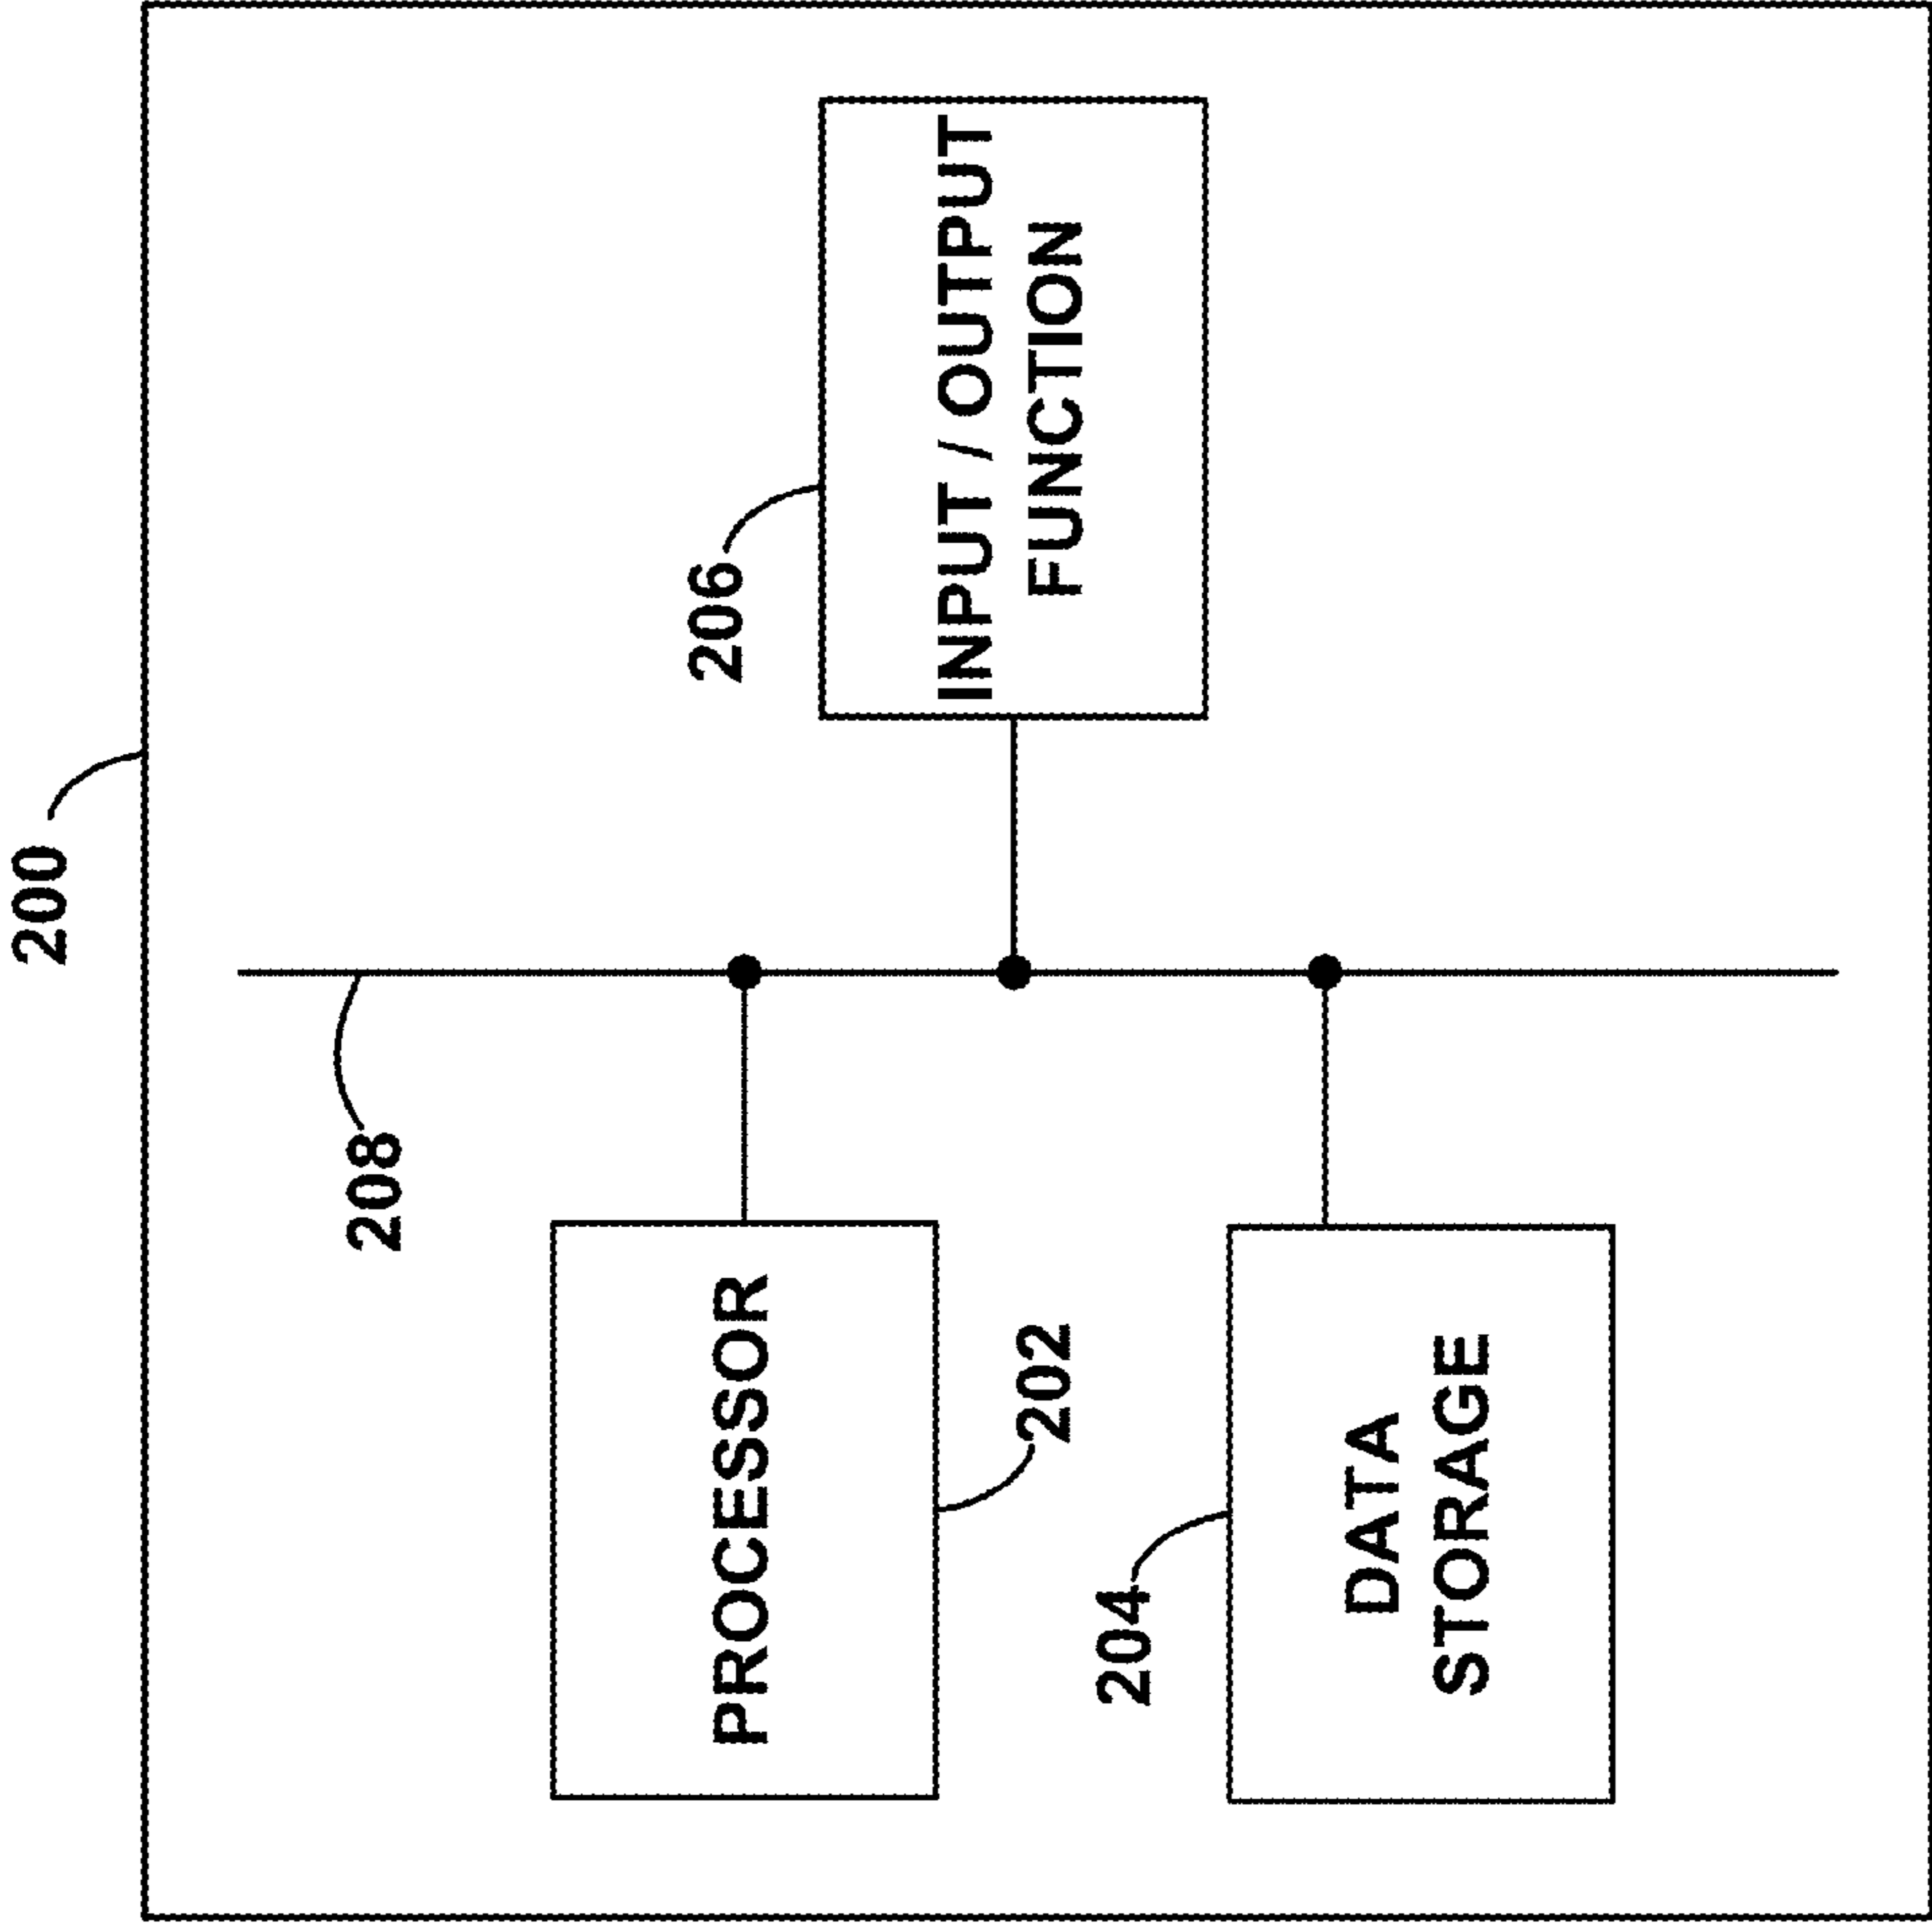 200
208
PROCESSOR
202
206
INPUT / OUTPUT
FUNCTION
204
DATA
STORAGE